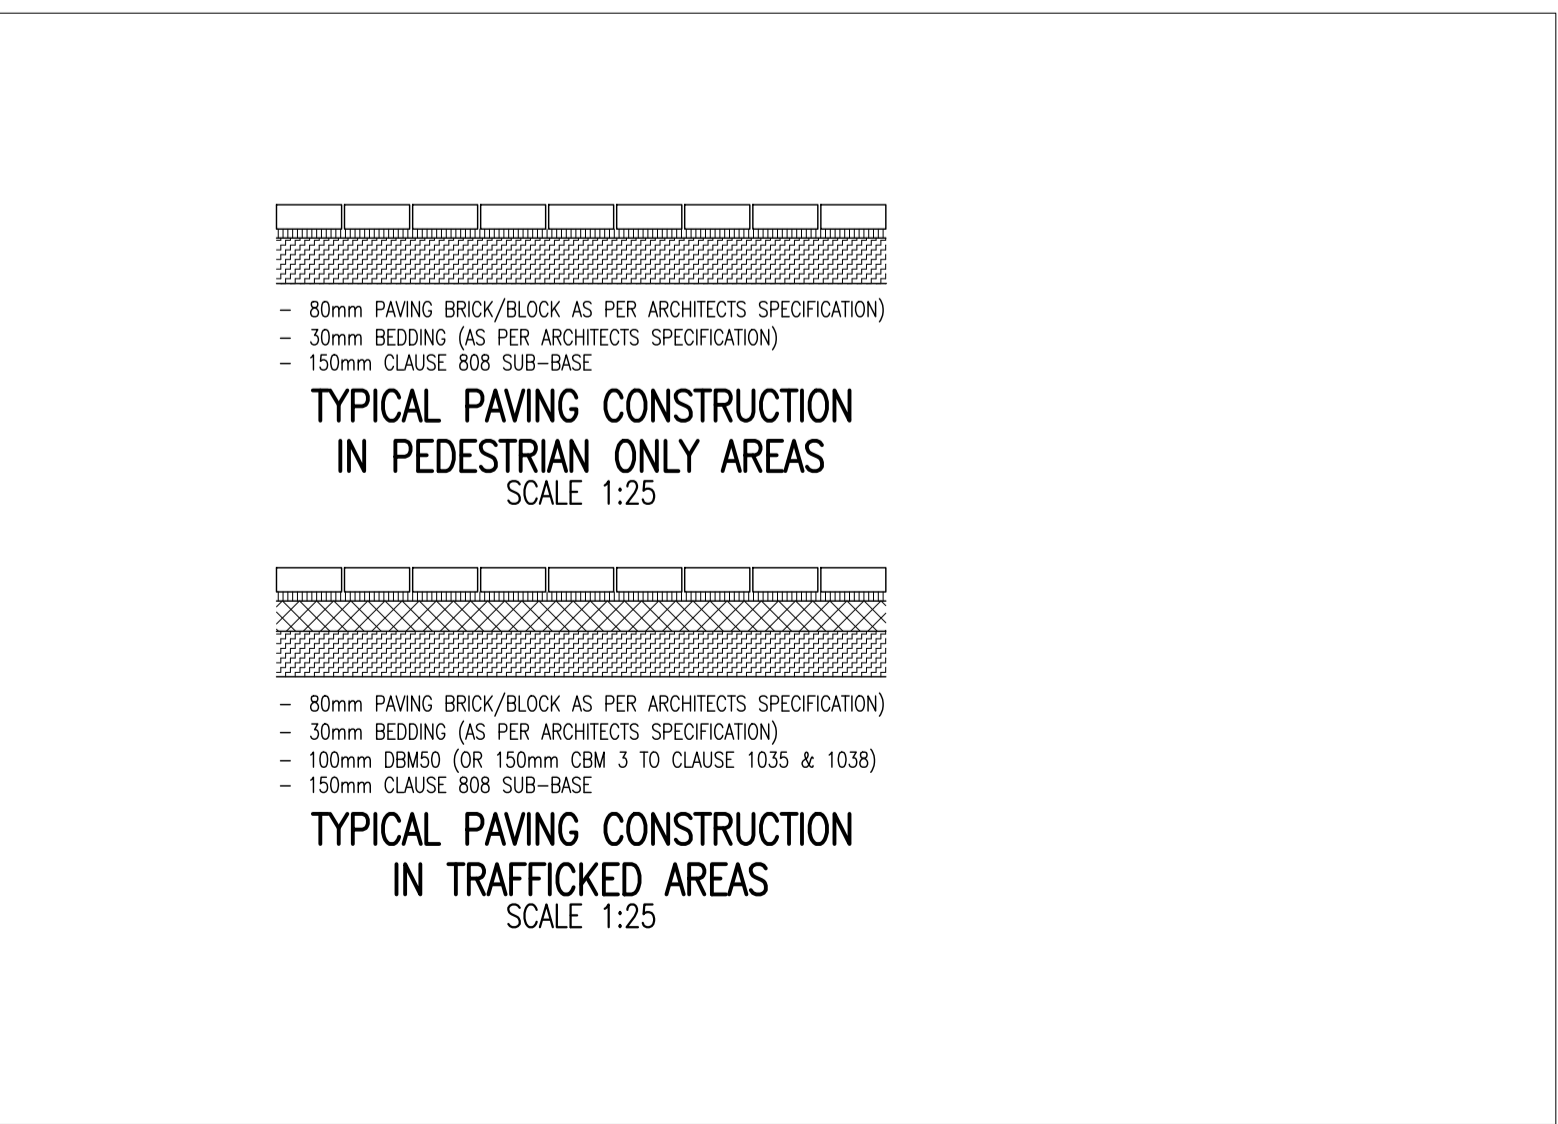 - 80mm PAVING BRICK/BLOCK AS PER ARCHITECTS SPECIFICATION)
- 30mm BEDDING (AS PER ARCHITECTS SPECIFICATION)
- 150mm CLAUSE 808 SUB-BASE
TYPICAL PAVING CONSTRUCTION
IN PEDESTRIAN ONLY AREAS
SCALE 1:25
- 80mm PAVING BRICK/BLOCK AS PER ARCHITECTS SPECIFICATION)
- 30mm BEDDING (AS PER ARCHITECTS SPECIFICATION)
- 100mm DBM50 (OR 150mm CBM 3 TO CLAUSE 1035 & 1038)
- 150mm CLAUSE 808 SUB-BASE
TYPICAL PAVING CONSTRUCTION
IN TRAFFICKED AREAS
SCALE 1:25